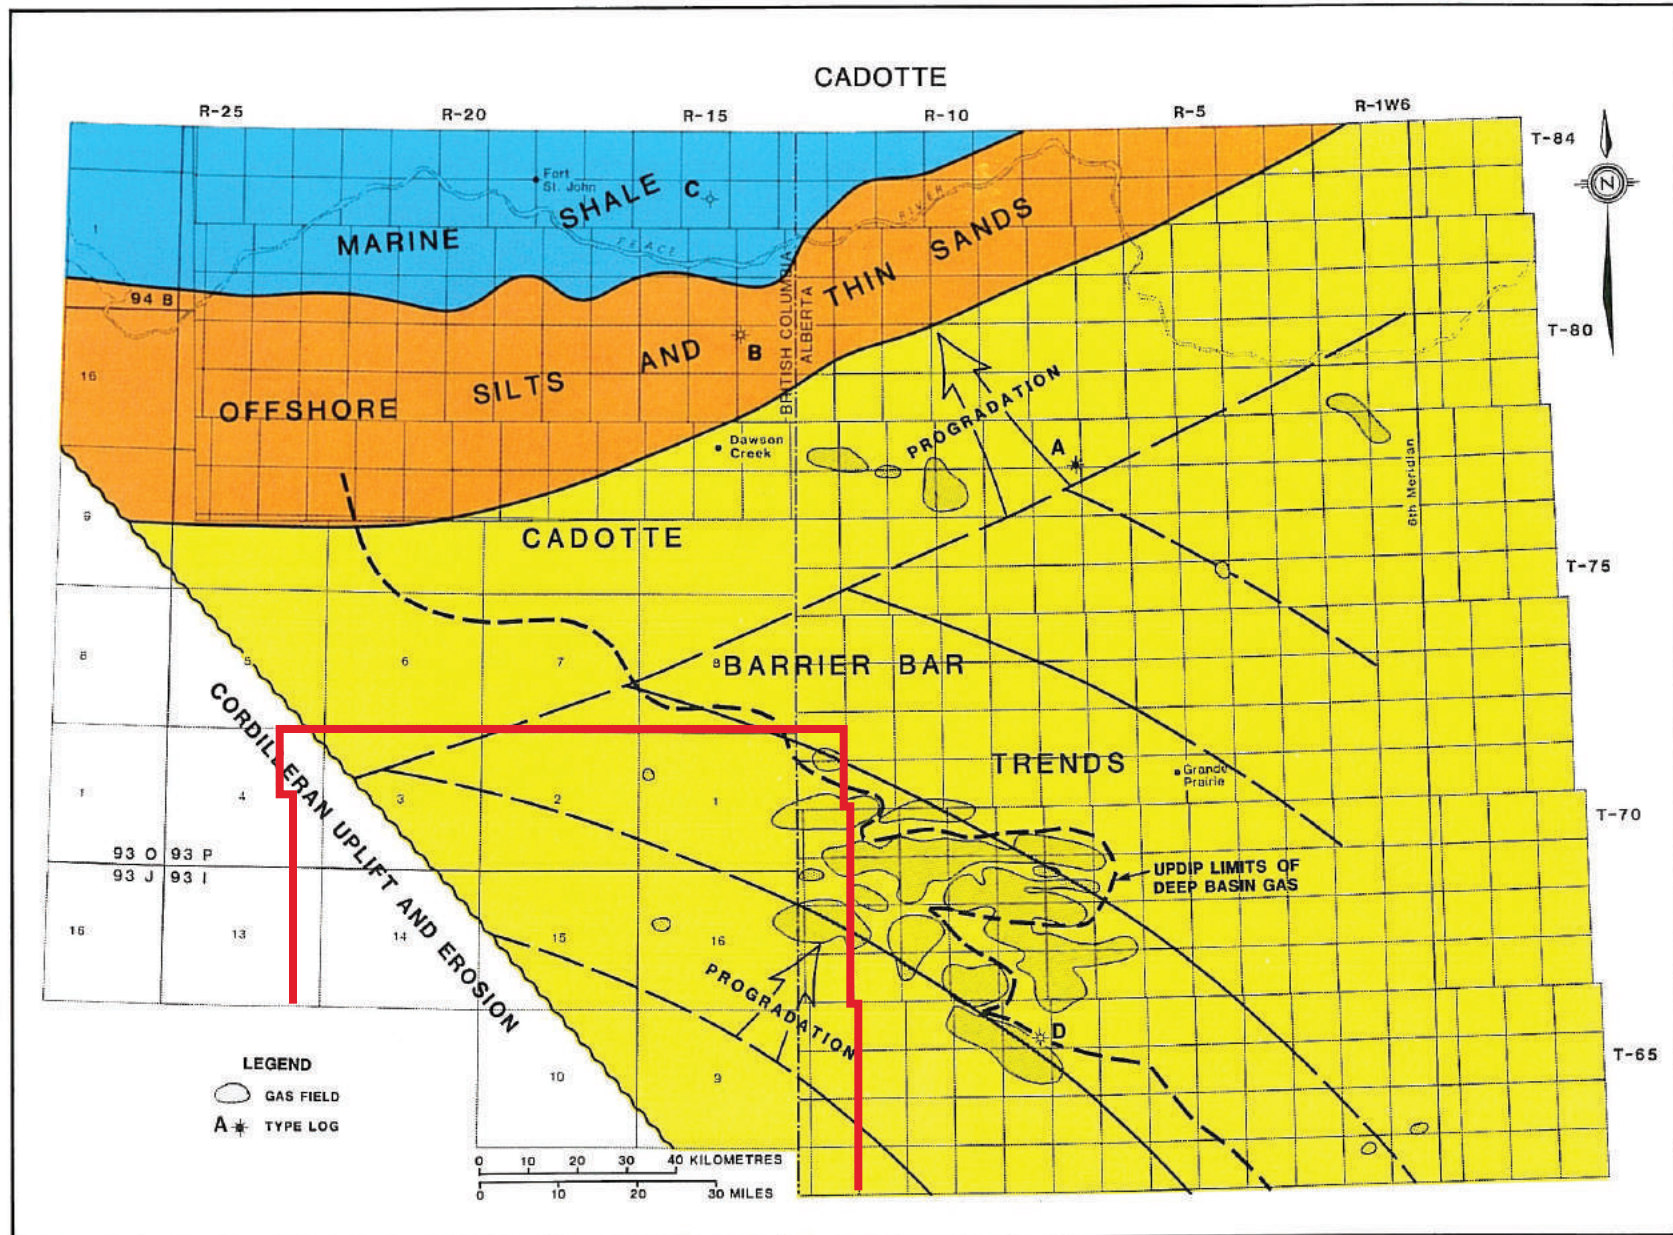 CADOTTE
R-25 R-20 R-15 R-10 R-5 R-1W6
T-84
Fort
St. John
SHALE C
MARINE
PEACE
RIVER
THIN SANDS
1
94 B
BRITISH COLUMBIA
ALBERTA
T-80
16
OFFSHORE SILTS AND B
PROGRADATION
Dawson
Creek
A
6th Meridian
9
CADOTTE
T-75
8 5 6 7 8
BARRIER BAR
TRENDS
Grande
Prairie
CORDILLERAN UPLIFT AND EROSION
1 4 3 2 1
T-70
93 O 93 P
93 J 93 I
UPDIP LIMITS OF
DEEP BASIN GAS
16 13 14 15 16
PROGRADATION
D
T-65
10 9
LEGEND
GAS FIELD
A TYPE LOG
0 10 20 30 40 KILOMETRES
0 10 20 30 MILES
N